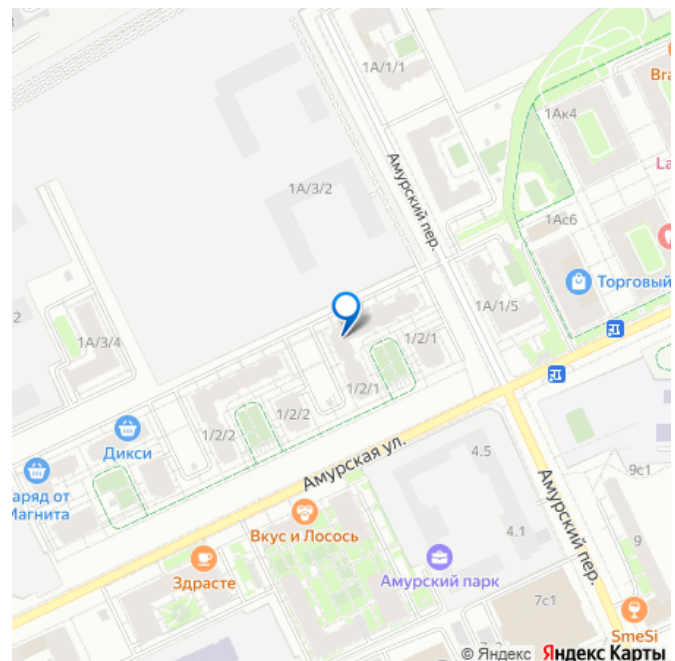 1А/1/1
Bra
1Ак4
La
Амурский пер.
1А/3/2
1Ас6
Торговый
1А/1/5
2
1А/3/4
1/2/1
1/2/1
1/2/2
1/2/2
Дикси
аряд от
Магнита
Амурская ул.
4.5
Вкус и Лосось
4.1
9с1
Амурский пер.
9
Здрасте
Амурский парк
7с1
SmeSi
© Яндекс Яндекс Карты